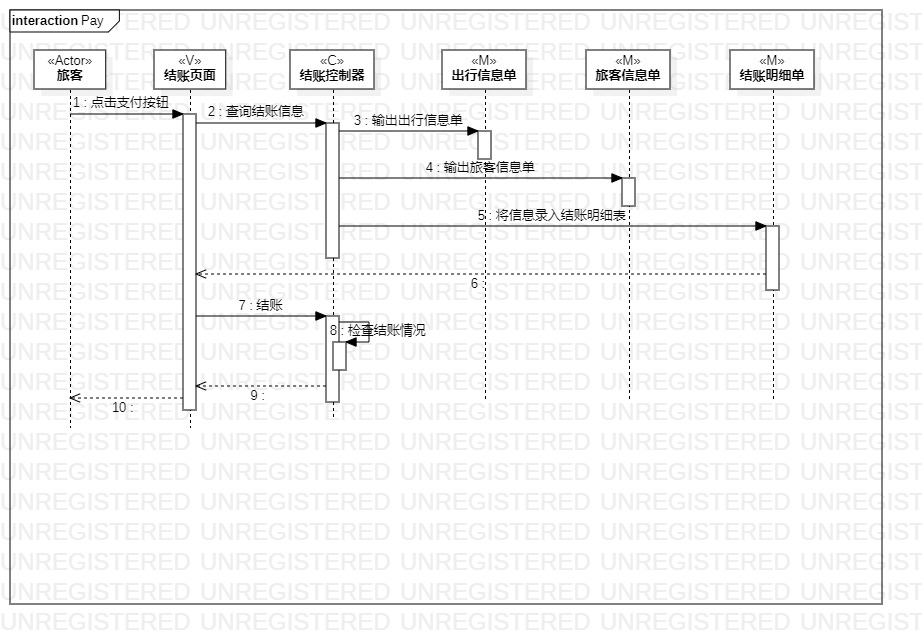 interaction Pay
«Actor»
旅客
«V»
结账页面
«C»
结账控制器
«M»
出行信息单
«M»
旅客信息单
«M»
结账明细单
1 : 点击支付按钮
2 : 查询结账信息
3 : 输出出行信息单
4 : 输出旅客信息单
5 : 将信息录入结账明细表
6 :
7 : 结账
8 : 检查结账情况
9 :
10 :
UNREGISTERED UNREGISTERED UNREGISTERED UNREGISTERED UNREGISTERED